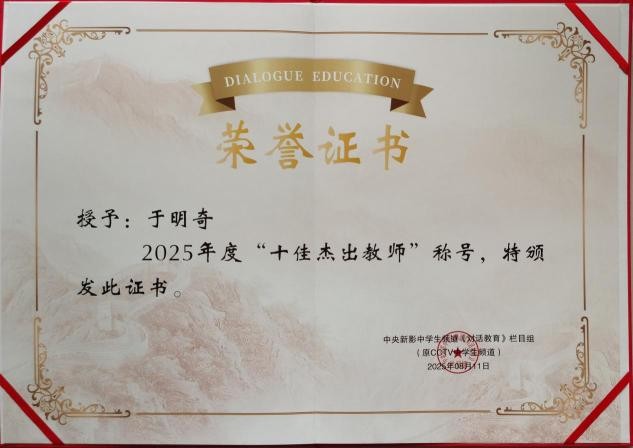 DIALOGUE EDUCATION
荣誉证书
授予：于明奇
2025年度“十佳杰出教师”称号，特颁
发此证书。
中央新影中学生频道《对话教育》栏目组
（原CCTV中学生频道）
2025年08月11日